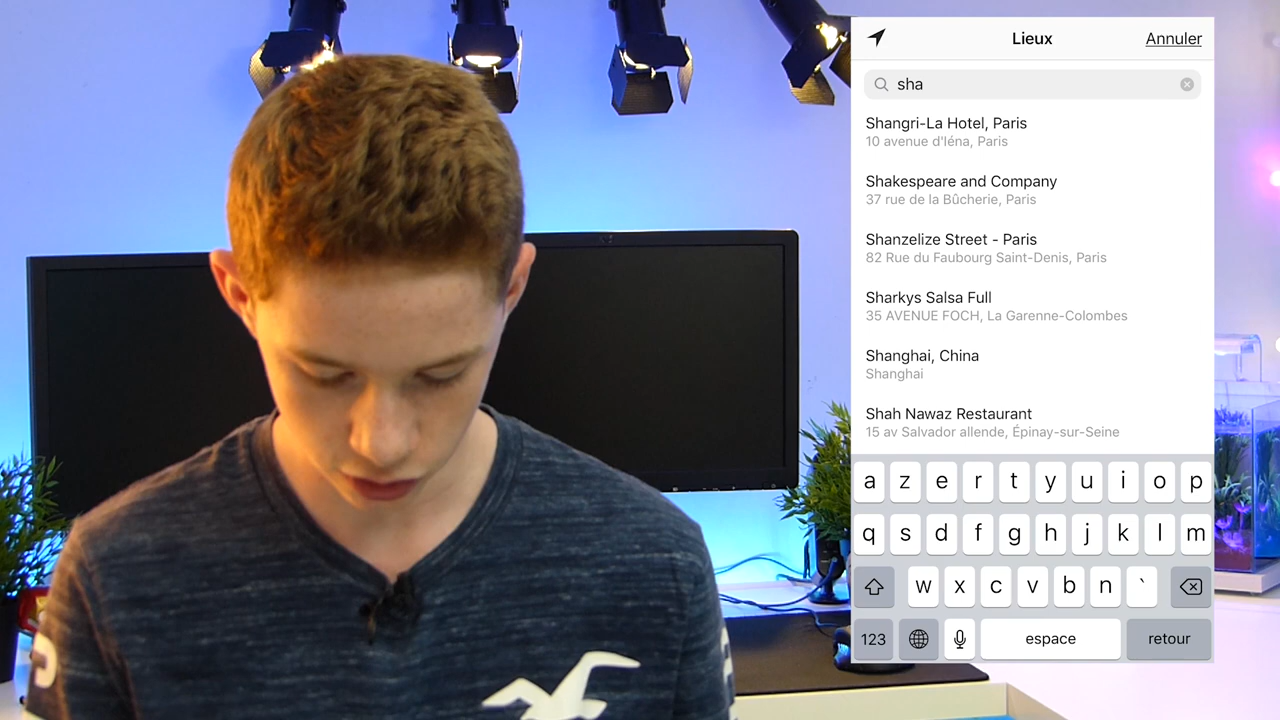 Lieux
Annuler
sha
Shangri-La Hotel, Paris
10 avenue d'Iéna, Paris
Shakespeare and Company
37 rue de la Bûcherie, Paris
Shanzelize Street - Paris
82 Rue du Faubourg Saint-Denis, Paris
Sharkys Salsa Full
35 AVENUE FOCH, La Garenne-Colombes
Shanghai, China
Shanghai
Shah Nawaz Restaurant
15 av Salvador allende, Épinay-sur-Seine
a z e r t y u i o p
q s d f g h j k l m
w x c v b n `
123 espace retour